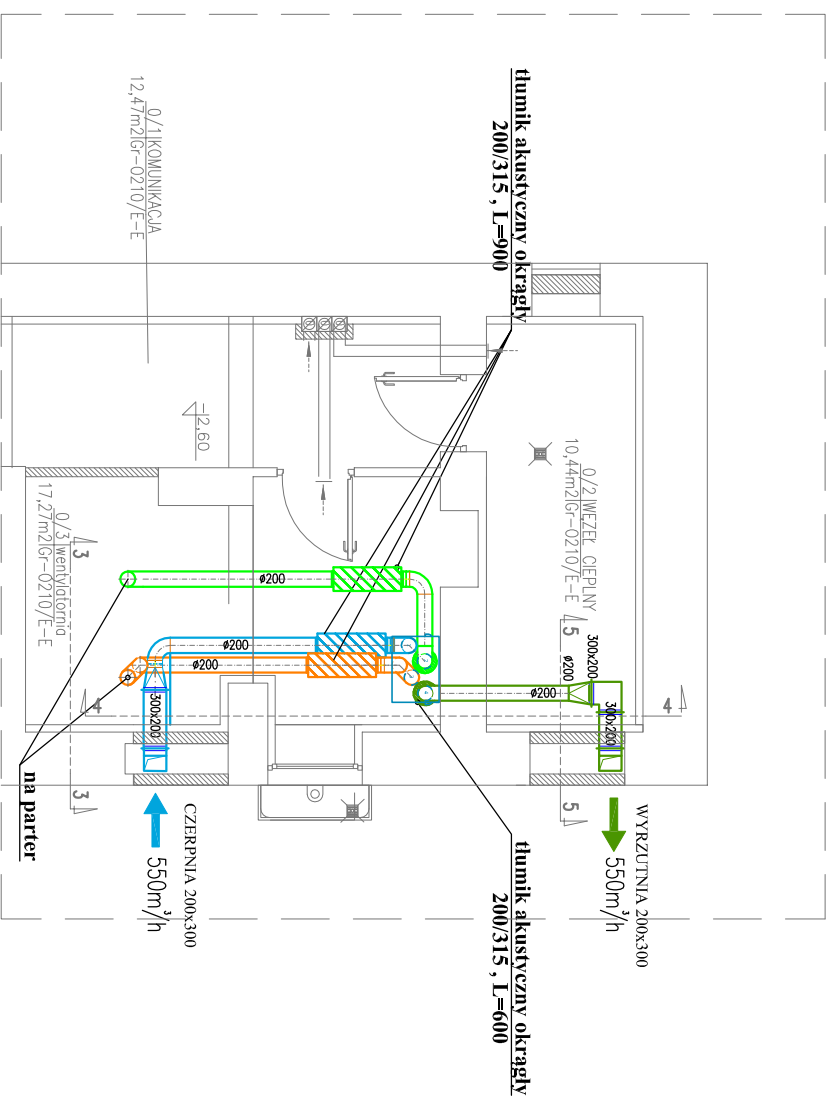 tłumik akustyczny okrągły
200/315 , L=900
0/1|KOMUNIKACJA
12,47m2|Gr-0210/E-E
-2,60
0/2 |WĘZEŁ CIEPLNY
10,44m2|Gr-0210/E-E
0/3 |wentylatornia
17,27m2|Gr-0210/E-E
3
5
ø200
ø200
ø200
ø200
ø200
300x200
300x200
300x200
4
4
3
5
na parter
CZERPNIA 200x300
550m³/h
WYRZUTNIA 200x300
550m³/h
tłumik akustyczny okrągły
200/315 , L=600